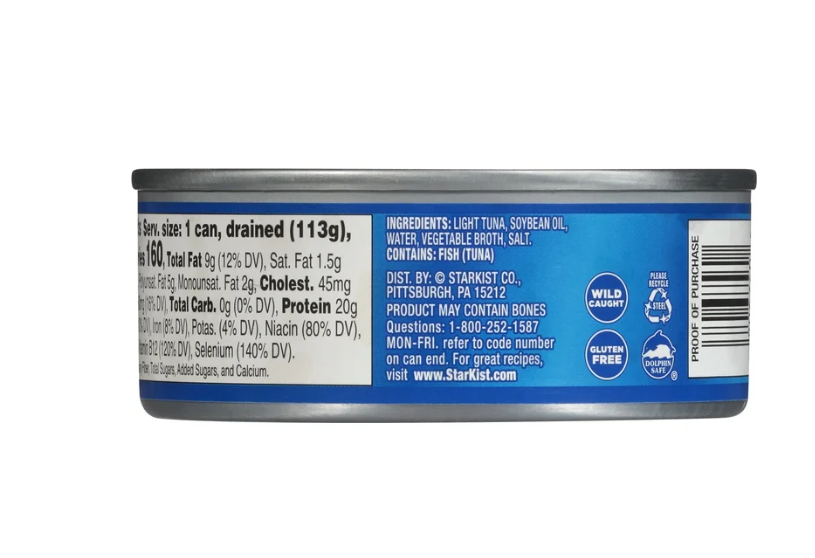 Serv. size: 1 can, drained (113g),
160, Total Fat 9g (12% DV), Sat. Fat 1.5g
Fat 5g, Monounsat. Fat 2g, Cholest. 45mg
Total Carb. 0g (0% DV), Protein 20g
Iron (8% DV), Potas. (4% DV), Niacin (80% DV),
B12 (120% DV), Selenium (140% DV).
Total Sugars, Added Sugars, and Calcium.
INGREDIENTS: LIGHT TUNA, SOYBEAN OIL,
WATER, VEGETABLE BROTH, SALT.
CONTAINS: FISH (TUNA)
DIST. BY: © STARKIST CO.,
PITTSBURGH, PA 15212
PRODUCT MAY CONTAIN BONES
Questions: 1-800-252-1587
MON-FRI. refer to code number
on can end. For great recipes,
visit www.StarKist.com
WILD
CAUGHT
GLUTEN
FREE
PLEASE
RECYCLE
STEEL
DOLPHIN
SAFE
®
PROOF OF PURCHASE